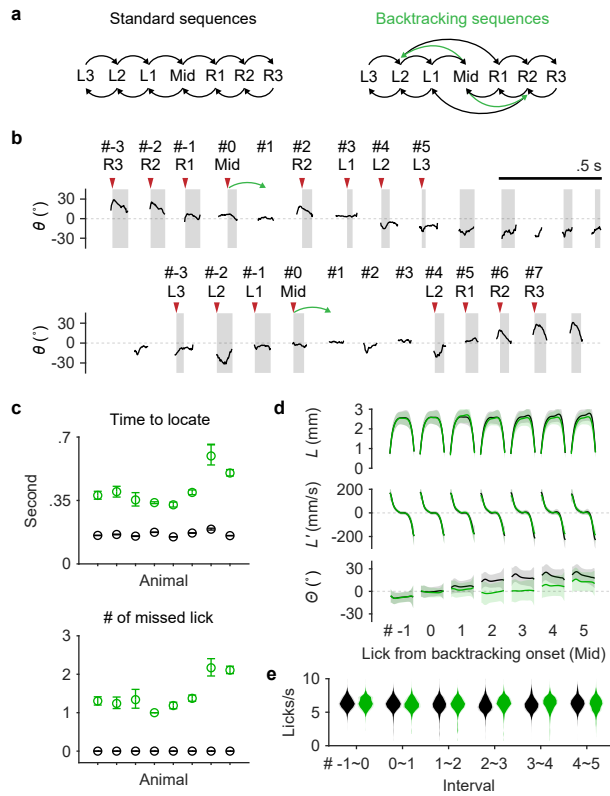 a
Standard sequences
Backtracking sequences
L3 L2 L1 Mid R1 R2 R3
L3 L2 L1 Mid R1 R2 R3
b
#-3 #-2 #-1 #0 #1 #2 #3 #4 #5
R3 R2 R1 Mid R2 L1 L2 L3
.5 s
θ (°)
30
0
-30
#-3 #-2 #-1 #0 #1 #2 #3 #4 #5 #6 #7
L3 L2 L1 Mid L2 R1 R2 R3
θ (°)
30
0
-30
c
Time to locate
Second
.7
.35
0
Animal
# of missed lick
3
2
1
0
Animal
d
L (mm)
3
2
1
0
L' (mm/s)
200
0
-200
Θ (°)
30
0
-30
# -1 0 1 2 3 4 5
Lick from backtracking onset (Mid)
e
Licks/s
10
5
0
# -1~0 0~1 1~2 2~3 3~4 4~5
Interval